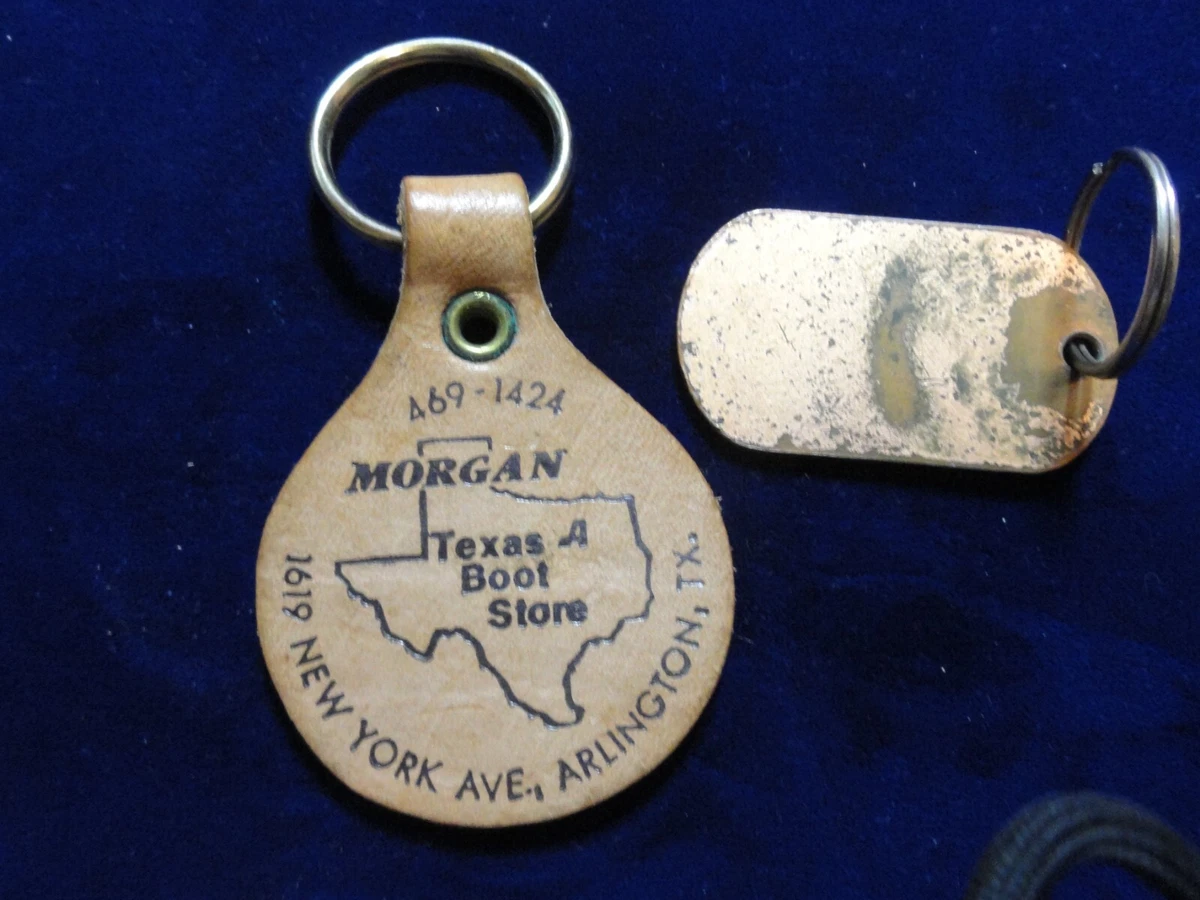 469-1424
MORGAN
Texas
Boot
Store
1619 NEW YORK AVE., ARLINGTON, TX.